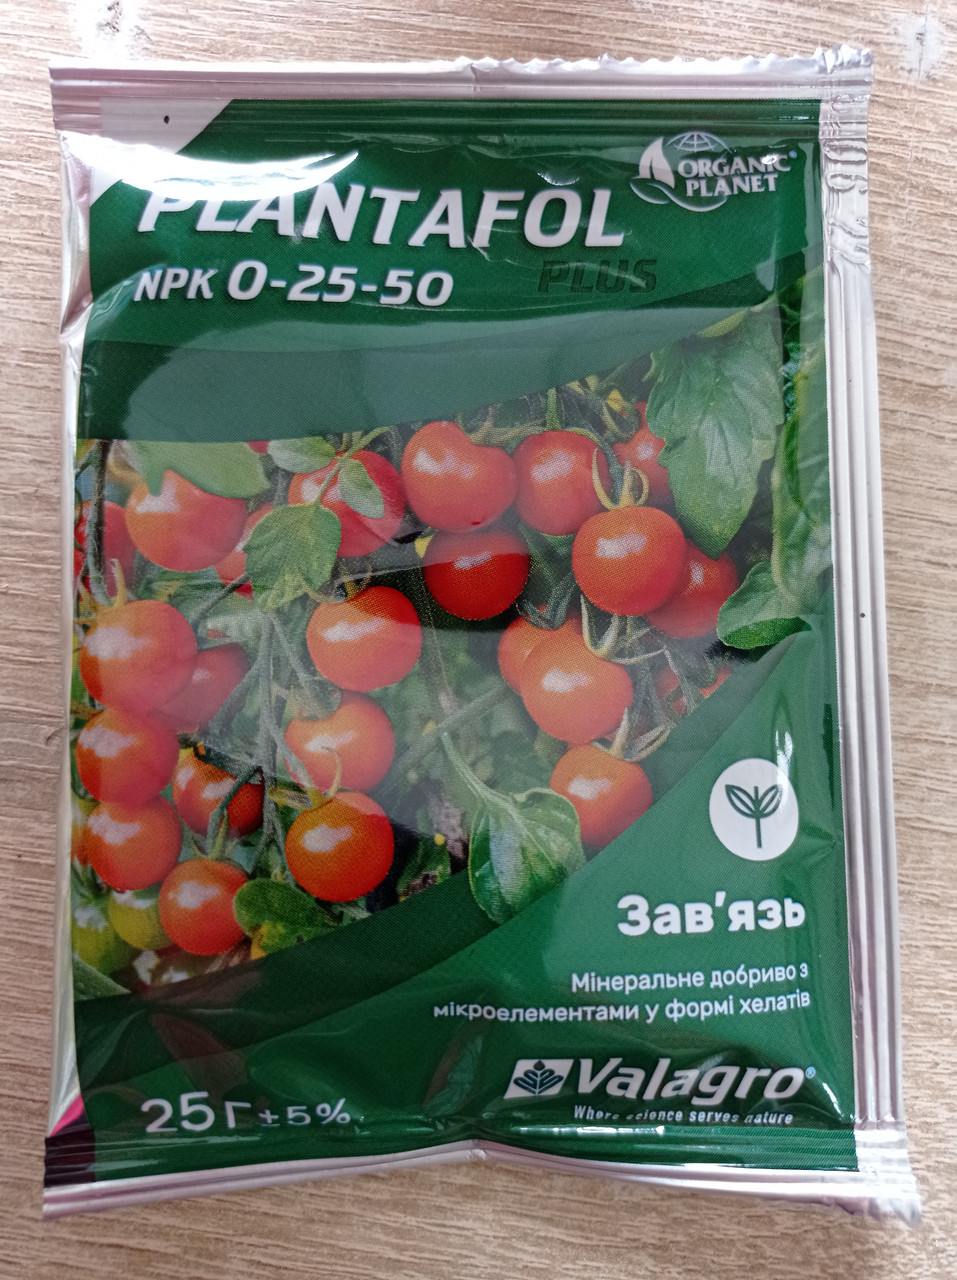 ORGANIC
PLANET
PLANTAFOL
PLUS
NPK 0-25-50
Зав'язь
Мінеральне добриво з
мікроелементами у формі хелатів
Valagro®
Where science serves nature
25 Г ± 5%